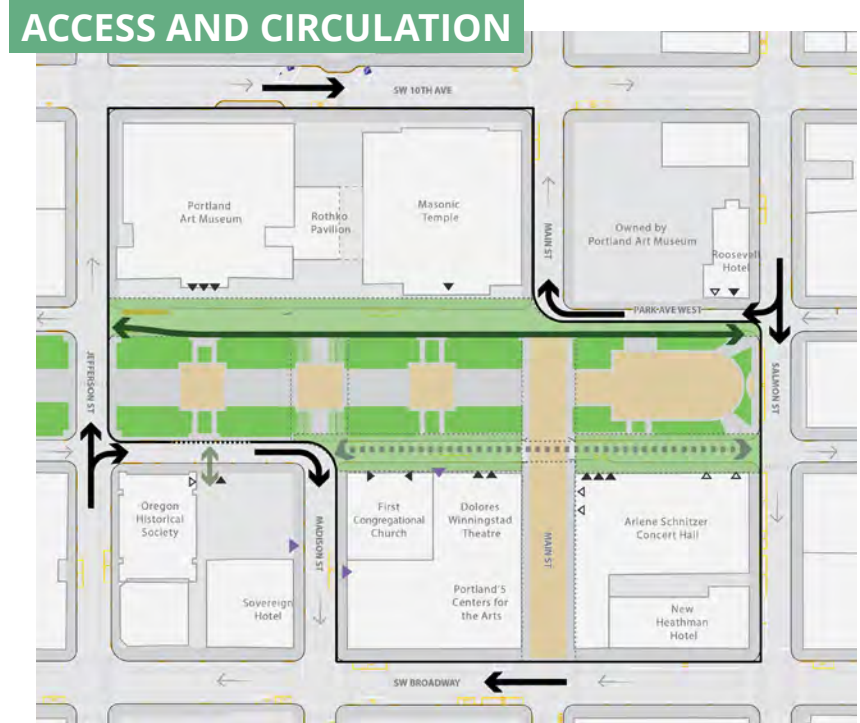 ACCESS AND CIRCULATION
SW 10TH AVE
Portland
Art Museum
Rothko
Pavilion
Masonic
Temple
MAIN ST
Owned by
Portland Art Museum
Roosevelt
Hotel
PARK AVE WEST
JEFFERSON ST
SALMON ST
Oregon
Historical
Society
Sovereign
Hotel
MADISON ST
First
Congregational
Church
Dolores
Winningstad
Theatre
Portland'S
Centers for
the Arts
MAIN ST
Arlene Schnitzer
Concert Hall
New
Heathman
Hotel
SW BROADWAY